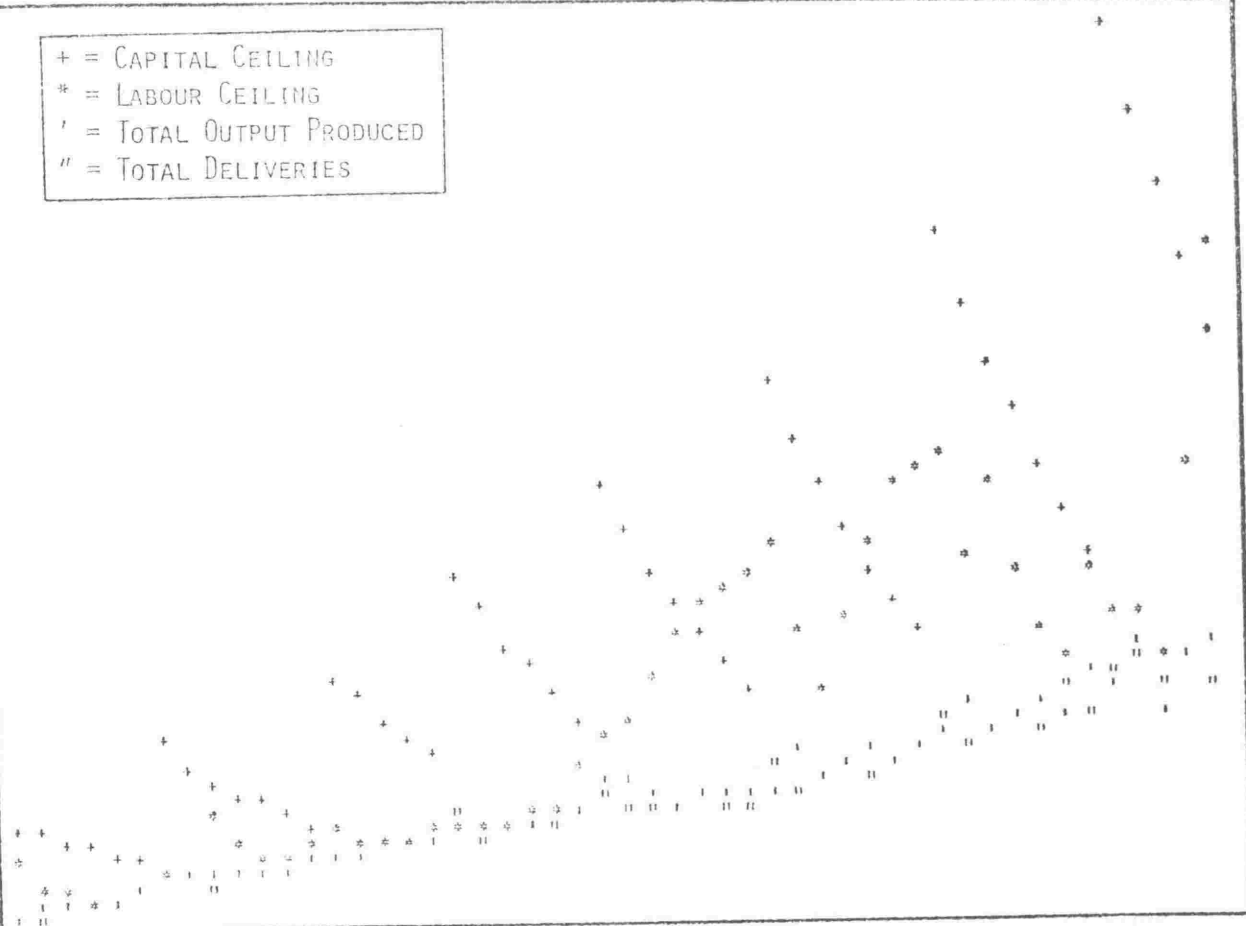 + = CAPITAL CEILING
* = LABOUR CEILING
' = TOTAL OUTPUT PRODUCED
" = TOTAL DELIVERIES